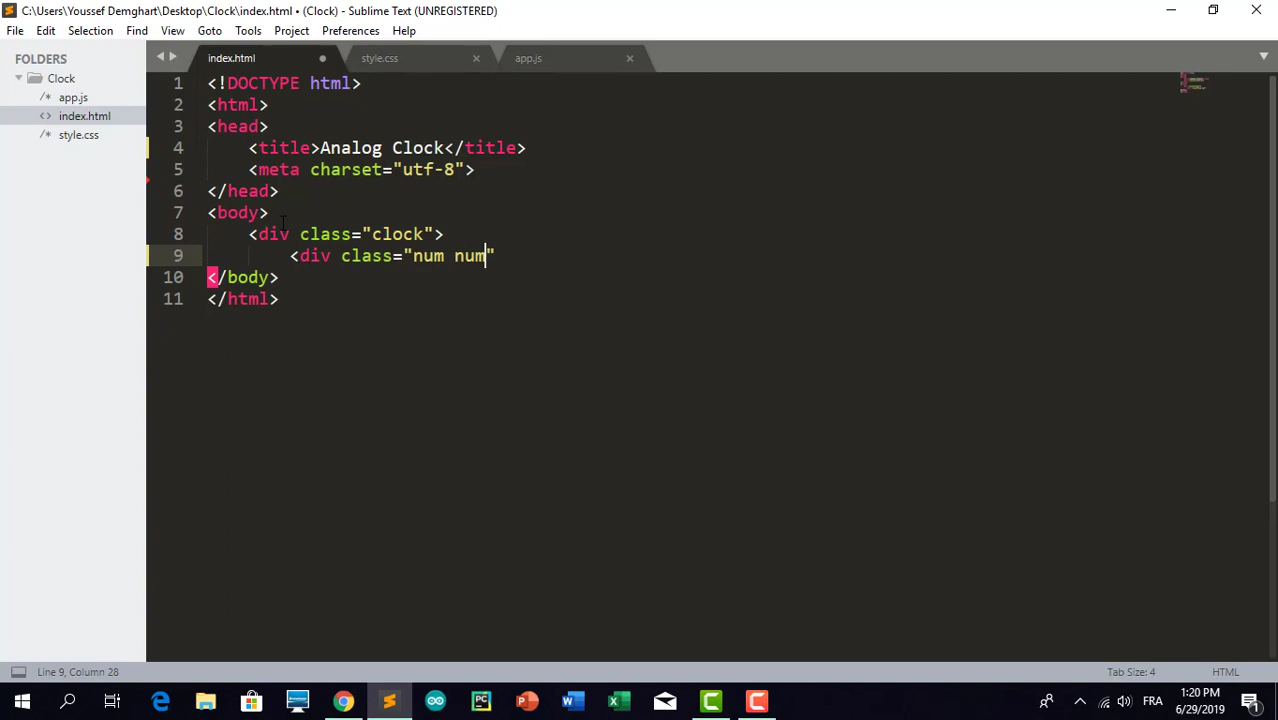 C:\Users\Youssef Demghart\Desktop\Clock\index.html • (Clock) - Sublime Text (UNREGISTERED)
File Edit Selection Find View Goto Tools Project Preferences Help
FOLDERS
Clock
app.js
index.html
style.css
index.html style.css app.js
1 <!DOCTYPE html>
2 <html>
3 <head>
4 <title>Analog Clock</title>
5 <meta charset="utf-8">
6 </head>
7 <body>
8 <div class="clock">
9 <div class="num num"
10 </body>
11 </html>
Line 9, Column 28 Tab Size: 4 HTML
FRA 1:20 PM
6/29/2019